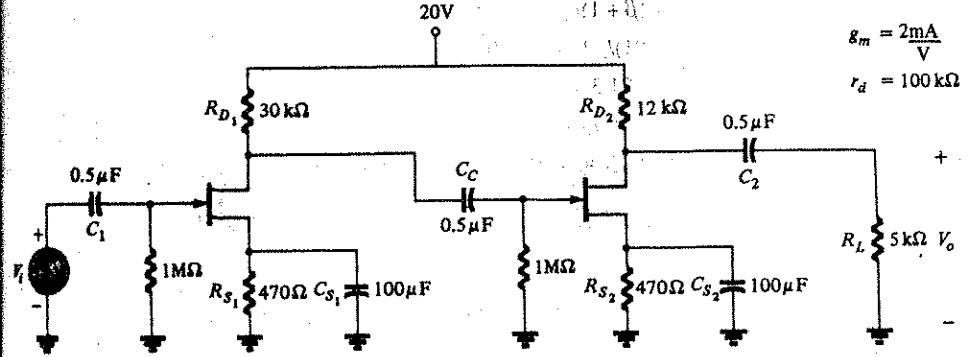 20V
g_m = 2mA/V
r_d = 100 kΩ
R_D1 30 kΩ
R_D2 12 kΩ
0.5μF
C_2
+
0.5μF
C_1
C_C
0.5μF
+
V_i
−
1MΩ
R_S1 470Ω C_S1 100μF
1MΩ
R_S2 470Ω C_S2 100μF
R_L 5 kΩ V_o
−